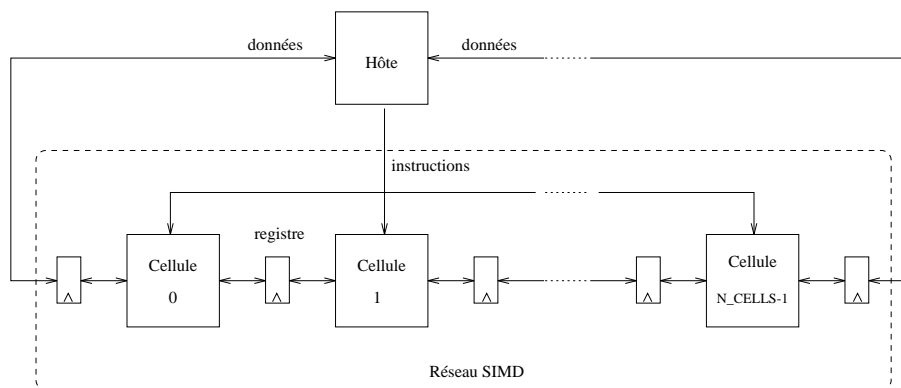 données
données
Hôte
instructions
registre
Cellule
0
Cellule
1
Cellule
N_CELLS-1
Réseau SIMD